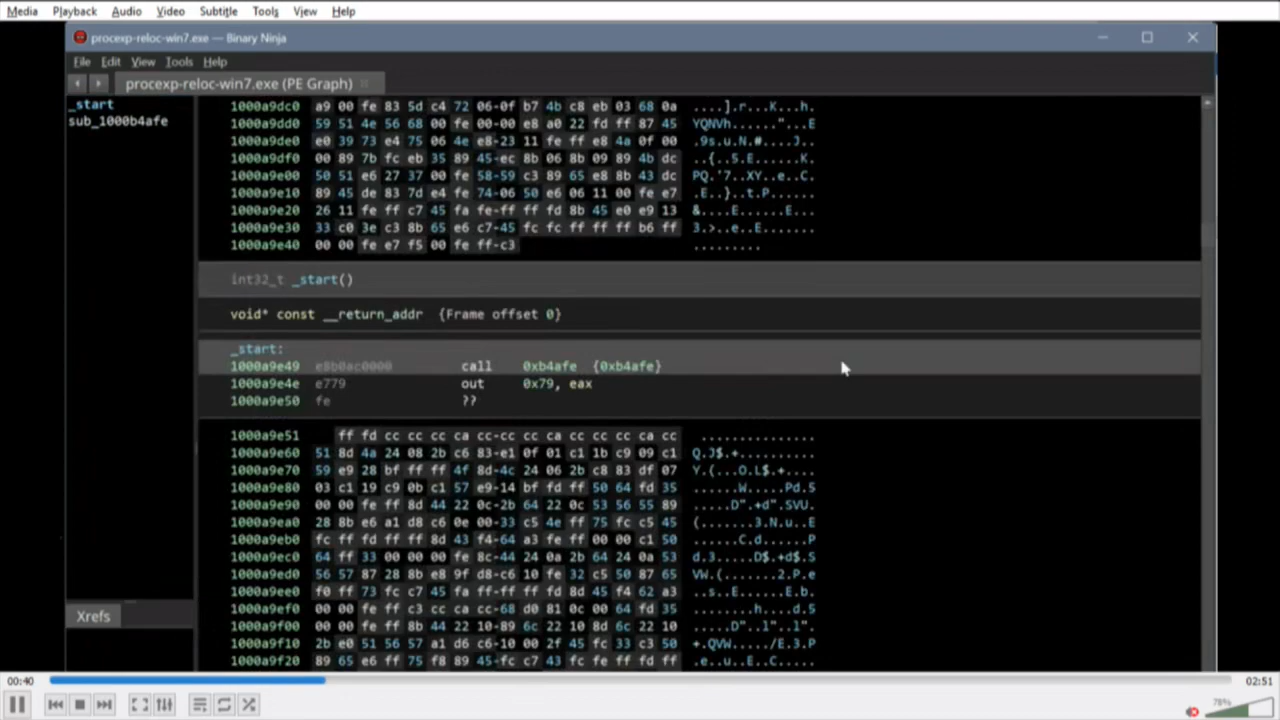 Media Playback Audio Video Subtitle Tools View Help
procexp-reloc-win7.exe — Binary Ninja
File Edit View Tools Help
procexp-reloc-win7.exe (PE Graph)
_start
sub_1000b4afe
1000a9dc0 a9 00 fe 83 5d c4 72 06-0f b7 4b c8 eb 03 68 0a ....].r...K...h.
1000a9dd0 59 51 4e 56 68 00 fe 00-00 e8 a0 22 fd ff 87 45 YQNVh......"...E
1000a9de0 e0 39 73 e4 75 06 4e e8-23 11 fe ff e8 4a 0f 00 .9s.u.N.#....J..
1000a9df0 00 89 7b fc eb 35 89 45-ec 8b 06 8b 09 89 4b dc ..{..5.E......K.
1000a9e00 50 51 e6 27 37 00 fe 58-59 c3 89 65 e8 8b 43 dc PQ.'7..XY..e..C.
1000a9e10 89 45 de 83 7d e4 fe 74-06 50 e6 06 11 00 fe e7 .E..}..t.P......
1000a9e20 26 11 fe ff c7 45 fa fe-ff ff fd 8b 45 e0 e9 13 &....E......E...
1000a9e30 33 c0 3e c3 8b 65 e6 c7-45 fc fc ff ff ff b6 ff 3.>..e..E.......
1000a9e40 00 00 fe e7 f5 00 fe ff-c3 .........
int32_t _start()
void* const __return_addr {Frame offset 0}
_start:
1000a9e49 e8b0ac0000 call 0xb4afe {0xb4afe}
1000a9e4e e779 out 0x79, eax
1000a9e50 fe ??
1000a9e51 ff fd cc cc cc ca cc-cc cc ca cc cc cc ca cc ...............
1000a9e60 51 8d 4a 24 08 2b c6 83-e1 0f 01 c1 1b c9 09 c1 Q.J$.+..........
1000a9e70 59 e9 28 bf ff ff 4f 8d-4c 24 06 2b c8 83 df 07 Y.(...O.L$.+....
1000a9e80 03 c1 19 c9 0b c1 57 e9-14 bf fd ff 50 64 fd 35 ......W.....Pd.5
1000a9e90 00 00 fe ff 8d 44 22 0c-2b 64 22 0c 53 56 55 89 .....D".+d".SVU.
1000a9ea0 28 8b e6 a1 d8 c6 0e 00-33 c5 4e ff 75 fc c5 45 (.......3.N.u..E
1000a9eb0 fc ff fd ff ff 8d 43 f4-64 a3 fe ff 00 00 c1 50 ......C.d......P
1000a9ec0 64 ff 33 00 00 00 fe 8c-44 24 0a 2b 64 24 0a 53 d.3.....D$.+d$.S
1000a9ed0 56 57 87 28 8b e8 9f d8-c6 10 fe 32 c5 50 87 65 VW.(.......2.P.e
1000a9ee0 f0 ff 73 fc c7 45 fa ff-ff ff fd 8d 45 f4 62 a3 ..s..E......E.b.
1000a9ef0 00 00 fe ff c3 cc ca cc-68 d0 81 0c 00 64 fd 35 ........h....d.5
1000a9f00 00 00 fe ff 8b 44 22 10-89 6c 22 10 8d 6c 22 10 .....D"..l"..l".
1000a9f10 2b e0 51 56 57 a1 d6 c6-10 00 2f 45 fc 33 c3 50 +.QVW...../E.3.P
1000a9f20 89 65 e6 ff 75 f8 89 45-fc c7 43 fc fe ff fd ff .e..u..E..C.....
Xrefs
00:40
02:51
78%